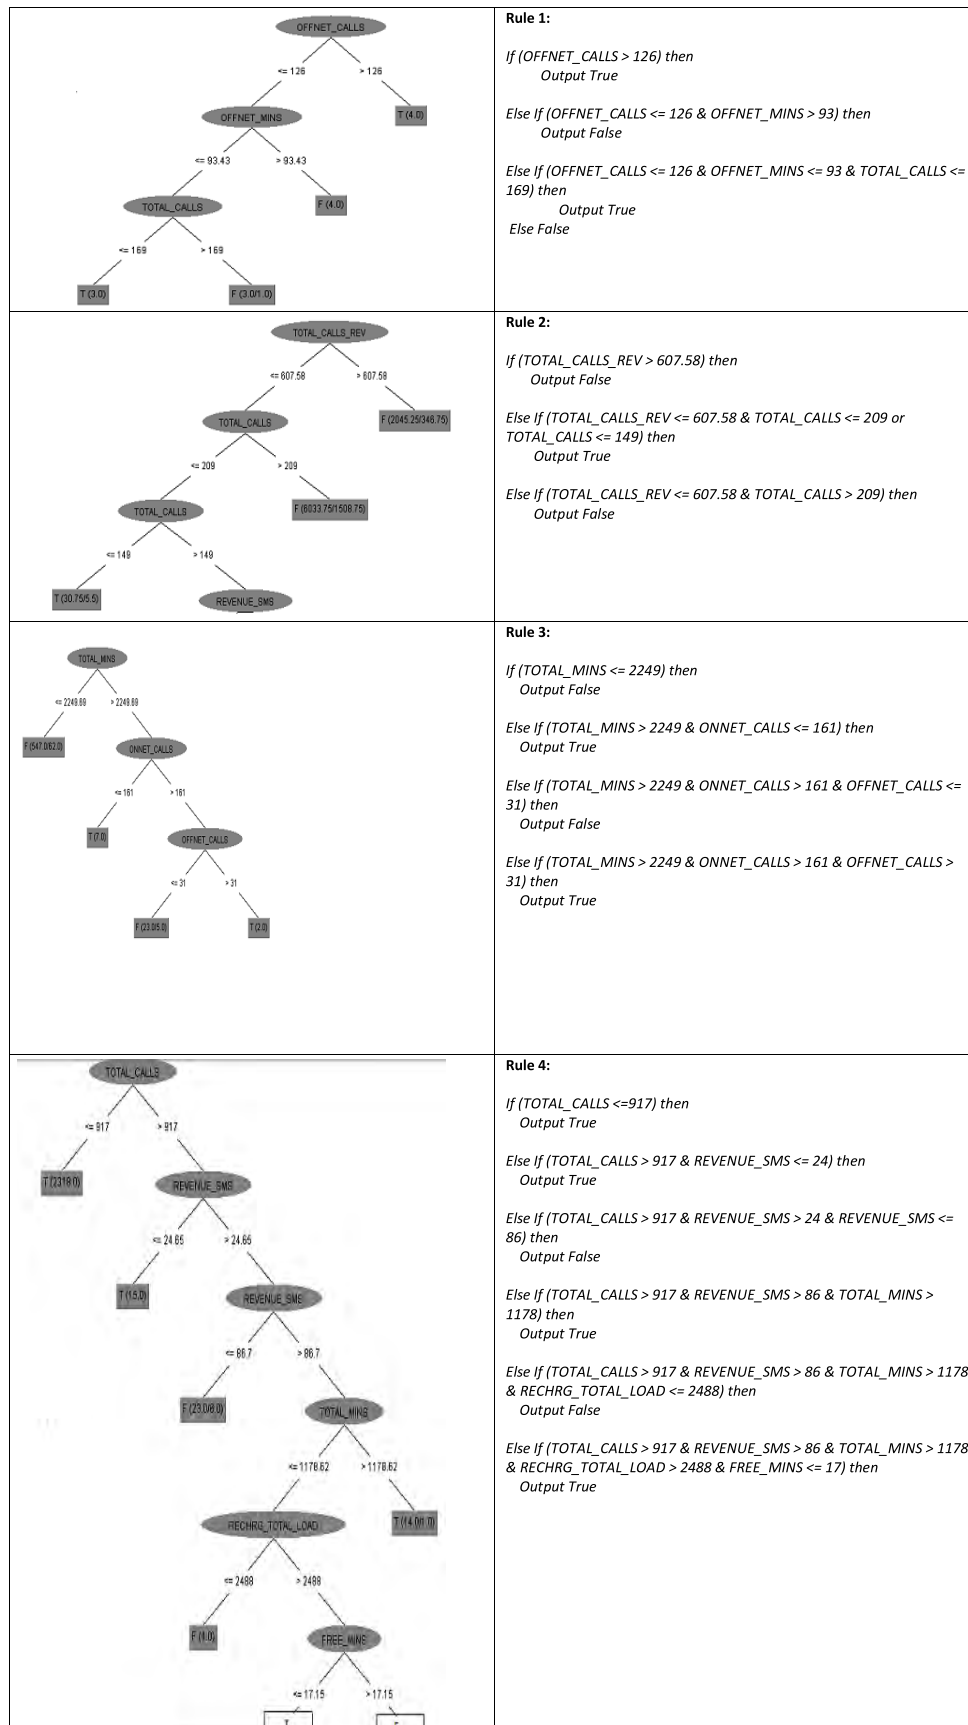 OFFNET_CALLS
<= 126
> 126
OFFNET_MINS
T (4.0)
<= 93.43
> 93.43
TOTAL_CALLS
F (4.0)
<= 169
> 169
T (3.0)
F (3.0/1.0)
Rule 1:
If (OFFNET_CALLS > 126) then
Output True
Else If (OFFNET_CALLS <= 126 & OFFNET_MINS > 93) then
Output False
Else If (OFFNET_CALLS <= 126 & OFFNET_MINS <= 93 & TOTAL_CALLS <=
169) then
Output True
Else False
TOTAL_CALLS_REV
<= 607.58
> 607.58
TOTAL_CALLS
F (2045.25/346.75)
<= 209
> 209
TOTAL_CALLS
F (6033.75/1508.75)
<= 149
> 149
T (30.75/5.5)
REVENUE_SMS
Rule 2:
If (TOTAL_CALLS_REV > 607.58) then
Output False
Else If (TOTAL_CALLS_REV <= 607.58 & TOTAL_CALLS <= 209 or
TOTAL_CALLS <= 149) then
Output True
Else If (TOTAL_CALLS_REV <= 607.58 & TOTAL_CALLS > 209) then
Output False
TOTAL_MINS
<= 2249.69
> 2249.69
F (547.0/62.0)
ONNET_CALLS
<= 161
> 161
T (7.0)
OFFNET_CALLS
<= 31
> 31
F (23.0/5.0)
T (2.0)
Rule 3:
If (TOTAL_MINS <= 2249) then
Output False
Else If (TOTAL_MINS > 2249 & ONNET_CALLS <= 161) then
Output True
Else If (TOTAL_MINS > 2249 & ONNET_CALLS > 161 & OFFNET_CALLS <=
31) then
Output False
Else If (TOTAL_MINS > 2249 & ONNET_CALLS > 161 & OFFNET_CALLS >
31) then
Output True
TOTAL_CALLS
<= 917
> 917
T (2318.0)
REVENUE_SMS
<= 24.65
> 24.65
REVENUE_SMS
<= 86.7
> 86.7
F (23.0/8.0)
TOTAL_MINS
<= 1178.62
> 1178.62
RECHRG_TOTAL_LOAD
T (14.0/1.0)
<= 2488
> 2488
FREE_MINS
<= 17.15
> 17.15
Rule 4:
If (TOTAL_CALLS <=917) then
Output True
Else If (TOTAL_CALLS > 917 & REVENUE_SMS <= 24) then
Output True
Else If (TOTAL_CALLS > 917 & REVENUE_SMS > 24 & REVENUE_SMS <=
86) then
Output False
Else If (TOTAL_CALLS > 917 & REVENUE_SMS > 86 & TOTAL_MINS >
1178) then
Output True
Else If (TOTAL_CALLS > 917 & REVENUE_SMS > 86 & TOTAL_MINS > 1178
& RECHRG_TOTAL_LOAD <= 2488) then
Output False
Else If (TOTAL_CALLS > 917 & REVENUE_SMS > 86 & TOTAL_MINS > 1178
& RECHRG_TOTAL_LOAD > 2488 & FREE_MINS <= 17) then
Output True